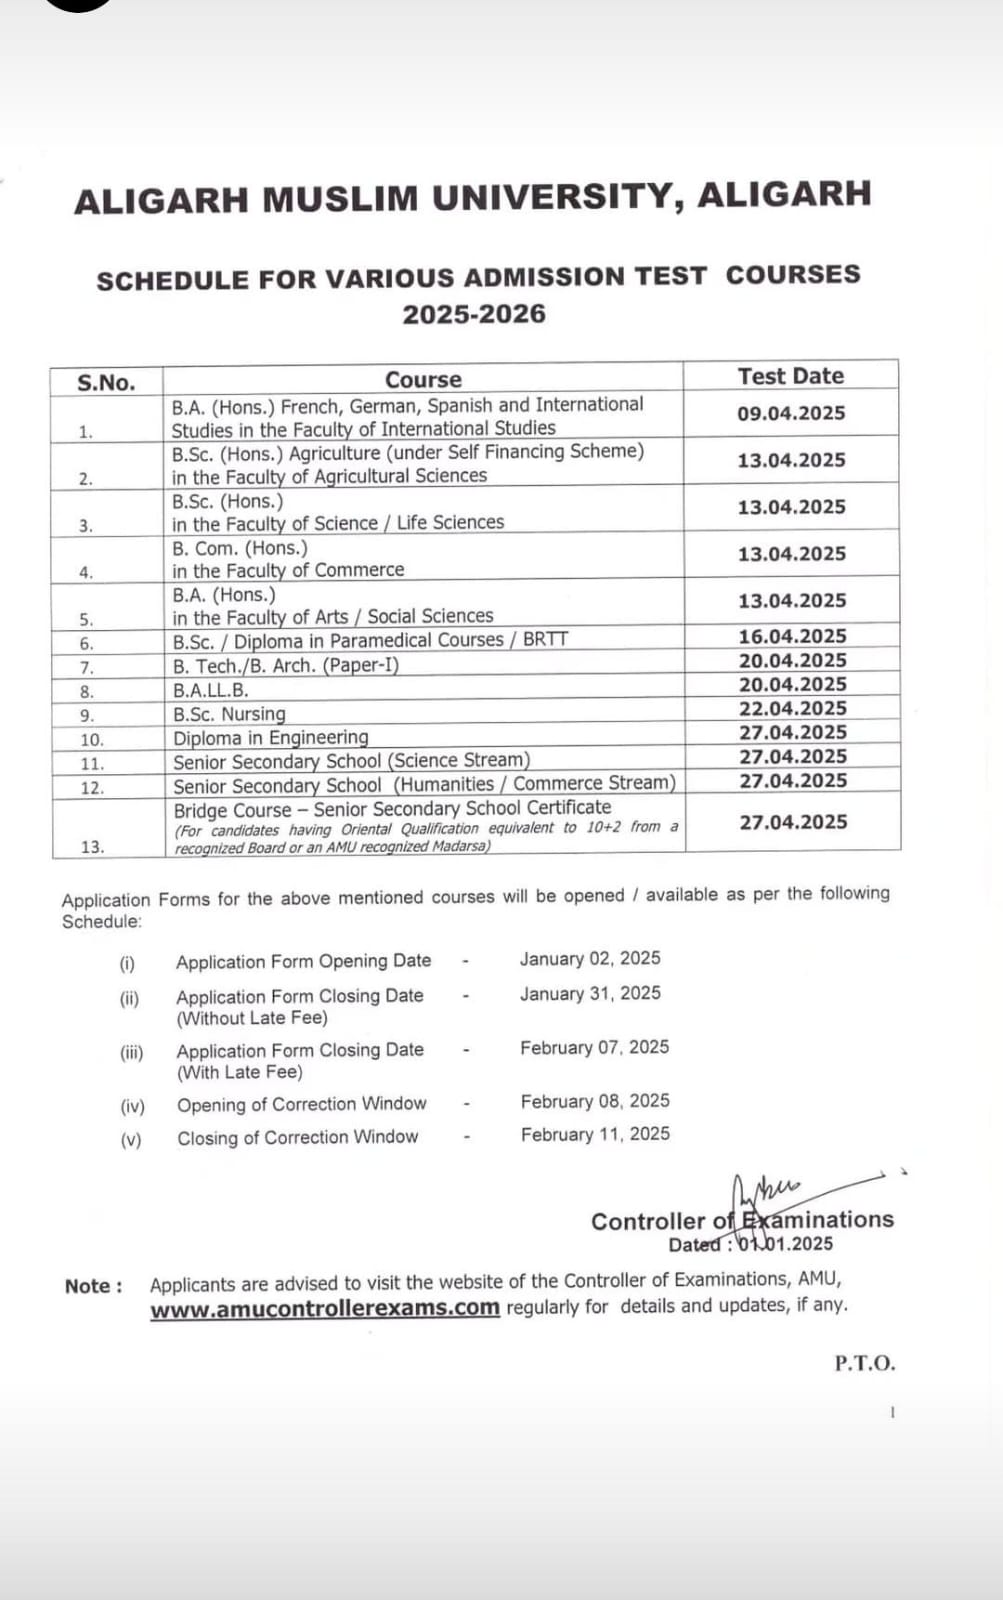 ALIGARH MUSLIM UNIVERSITY, ALIGARH
SCHEDULE FOR VARIOUS ADMISSION TEST COURSES
2025-2026
S.No. Course Test Date
1. B.A. (Hons.) French, German, Spanish and International 09.04.2025
Studies in the Faculty of International Studies
2. B.Sc. (Hons.) Agriculture (under Self Financing Scheme) 13.04.2025
in the Faculty of Agricultural Sciences
3. B.Sc. (Hons.) 13.04.2025
in the Faculty of Science / Life Sciences
4. B. Com. (Hons.) 13.04.2025
in the Faculty of Commerce
5. B.A. (Hons.) 13.04.2025
in the Faculty of Arts / Social Sciences
6. B.Sc. / Diploma in Paramedical Courses / BRTT 16.04.2025
7. B. Tech./B. Arch. (Paper-I) 20.04.2025
8. B.A.LL.B. 20.04.2025
9. B.Sc. Nursing 22.04.2025
10. Diploma in Engineering 27.04.2025
11. Senior Secondary School (Science Stream) 27.04.2025
12. Senior Secondary School (Humanities / Commerce Stream) 27.04.2025
13. Bridge Course – Senior Secondary School Certificate 27.04.2025
(For candidates having Oriental Qualification equivalent to 10+2 from a
recognized Board or an AMU recognized Madarsa)
Application Forms for the above mentioned courses will be opened / available as per the following
Schedule:
(i) Application Form Opening Date - January 02, 2025
(ii) Application Form Closing Date - January 31, 2025
(Without Late Fee)
(iii) Application Form Closing Date - February 07, 2025
(With Late Fee)
(iv) Opening of Correction Window - February 08, 2025
(v) Closing of Correction Window - February 11, 2025
Controller of Examinations
Dated : 01.01.2025
Note : Applicants are advised to visit the website of the Controller of Examinations, AMU,
www.amucontrollerexams.com regularly for details and updates, if any.
P.T.O.
1